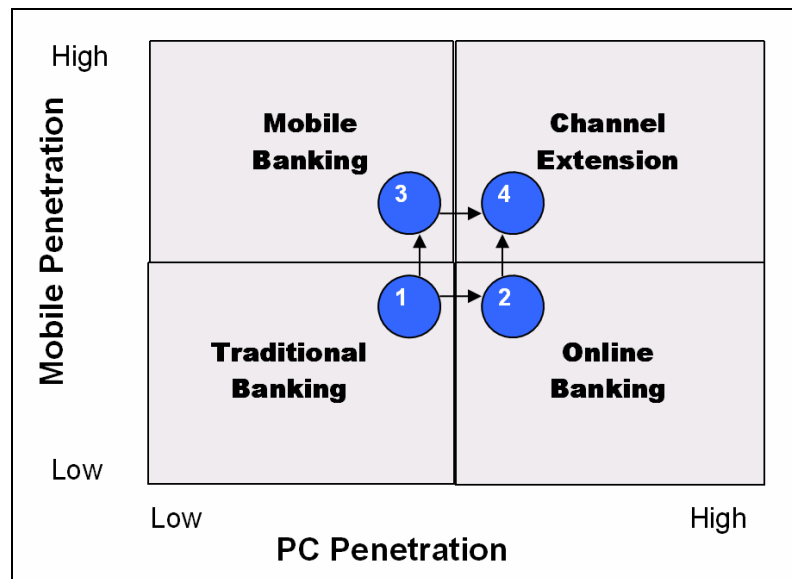 High
Mobile Penetration
Low
Mobile
Banking
3
Channel
Extension
4
1
Traditional
Banking
2
Online
Banking
Low
High
PC Penetration